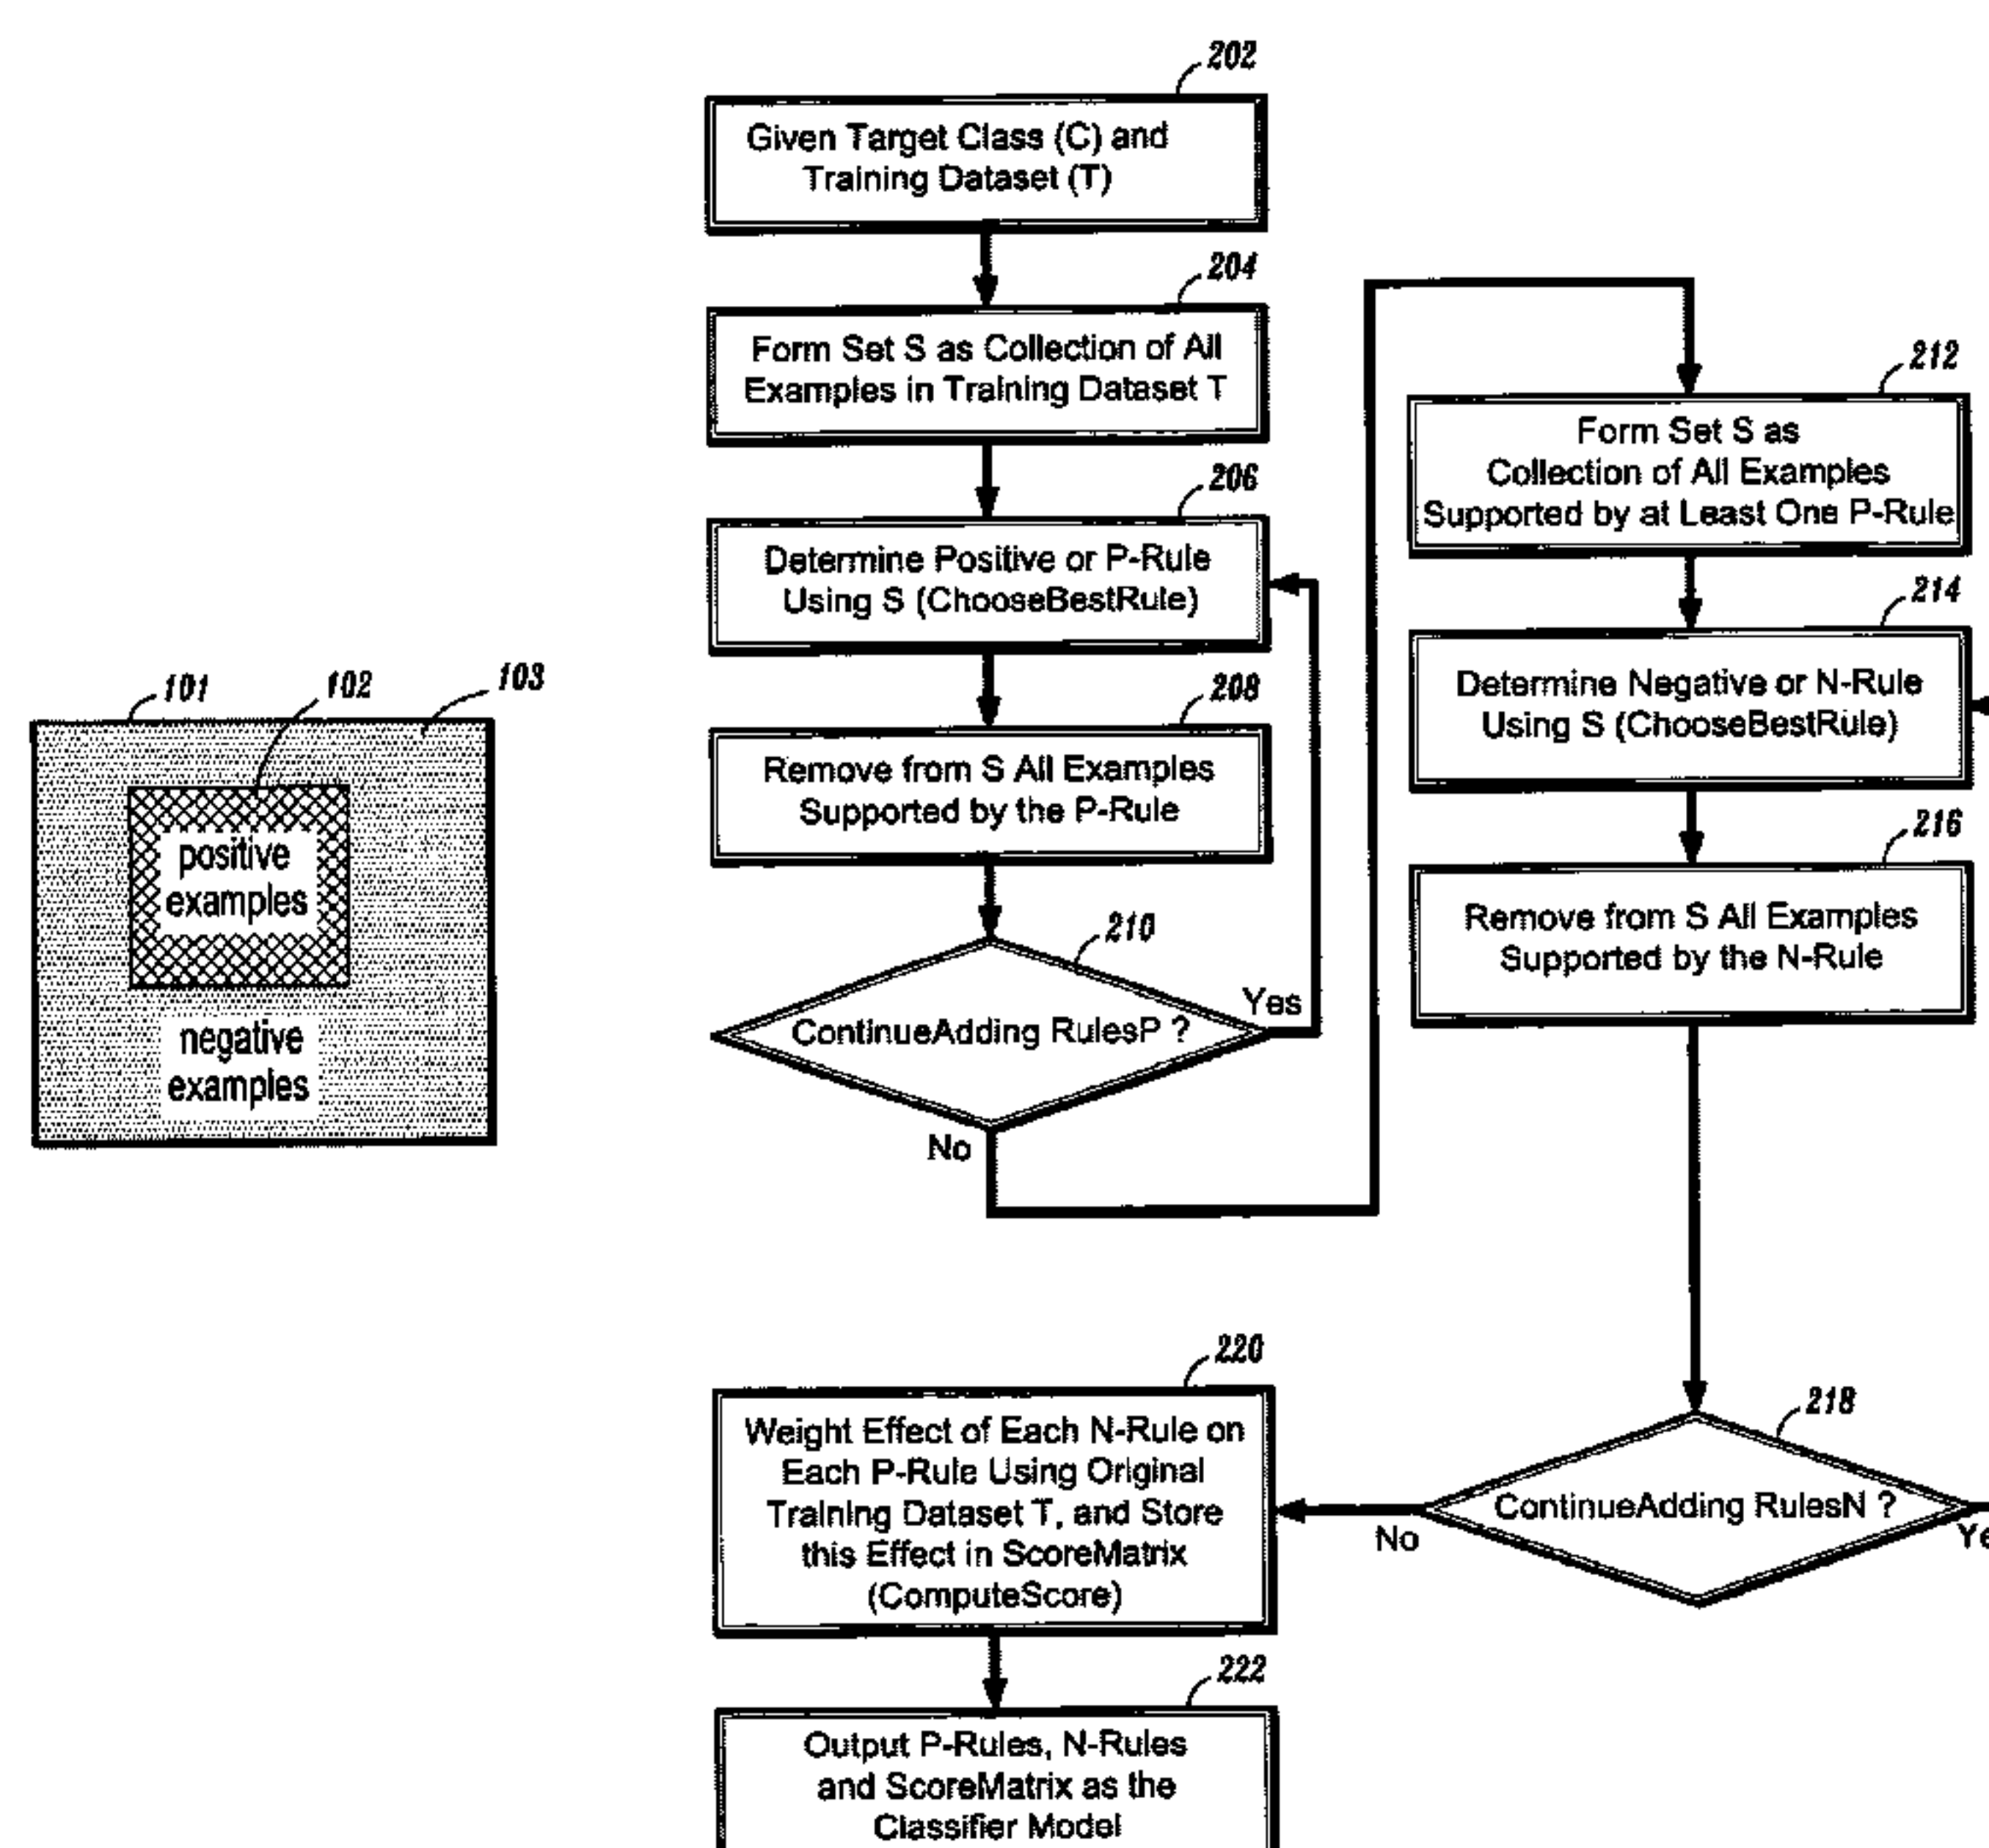 101
102
103
positive
examples
negative
examples
202
Given Target Class (C) and
Training Dataset (T)
204
Form Set S as Collection of All
Examples in Training Dataset T
206
Determine Positive or P-Rule
Using S (ChooseBestRule)
208
Remove from S All Examples
Supported by the P-Rule
210
ContinueAdding RulesP ?
Yes
No
212
Form Set S as
Collection of All Examples
Supported by at Least One P-Rule
214
Determine Negative or N-Rule
Using S (ChooseBestRule)
216
Remove from S All Examples
Supported by the N-Rule
218
ContinueAdding RulesN ?
No
220
Weight Effect of Each N-Rule on
Each P-Rule Using Original
Training Dataset T, and Store
this Effect in ScoreMatrix
(ComputeScore)
222
Output P-Rules, N-Rules
and ScoreMatrix as the
Classifier Model